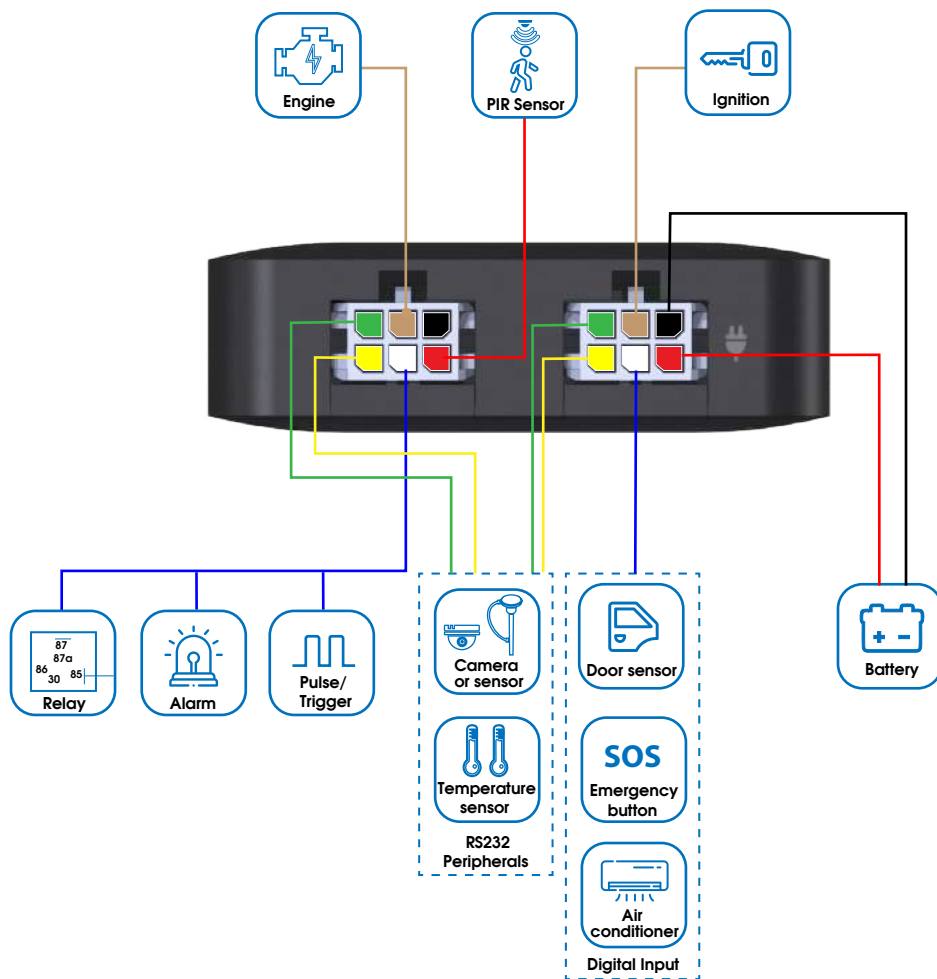 Engine
PIR Sensor
Ignition
87
87a
86
30
85
Relay
Alarm
Pulse/
Trigger
Camera
or sensor
Temperature
sensor
RS232
Peripherals
Door sensor
SOS
Emergency
button
Air
conditioner
Digital Input
+ −
Battery